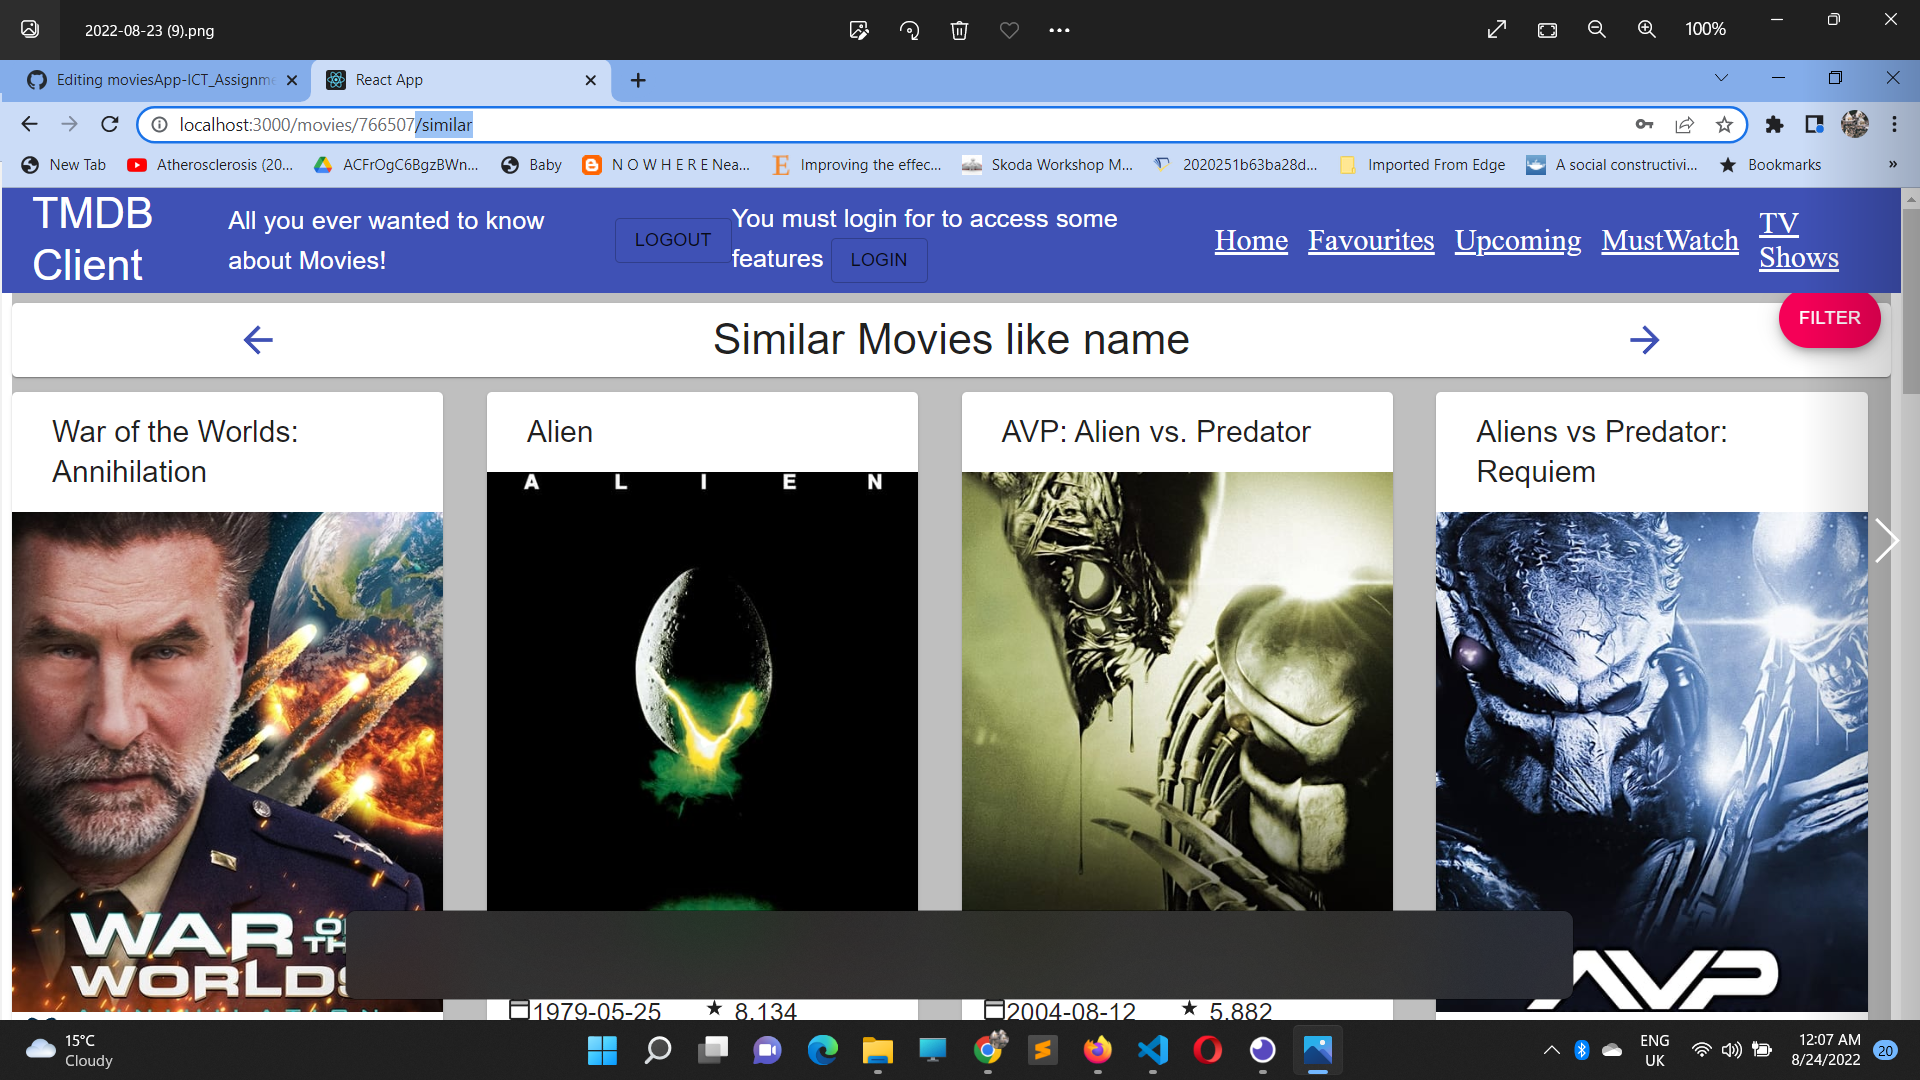 2022-08-23 (9).png
100%
Editing moviesApp-ICT_Assignme
React App
localhost:3000/movies/766507/similar
New Tab
Atherosclerosis (20...
ACFrOgC6BgzBWn...
Baby
N O W H E R E Nea...
Improving the effec...
Skoda Workshop M...
2020251b63ba28d...
Imported From Edge
A social constructivi...
Bookmarks
»
TMDB
Client
All you ever wanted to know
about Movies!
LOGOUT
You must login for to access some
features LOGIN
Home
Favourites
Upcoming
MustWatch
TV
Shows
Similar Movies like name
FILTER
War of the Worlds:
Annihilation
Alien
AVP: Alien vs. Predator
Aliens vs Predator:
Requiem
A L I E N
WAR OF
TH
WORLDS
AVP
1979-05-25
8.134
2004-08-12
5.882
15°C
Cloudy
ENG
UK
12:07 AM
8/24/2022
20